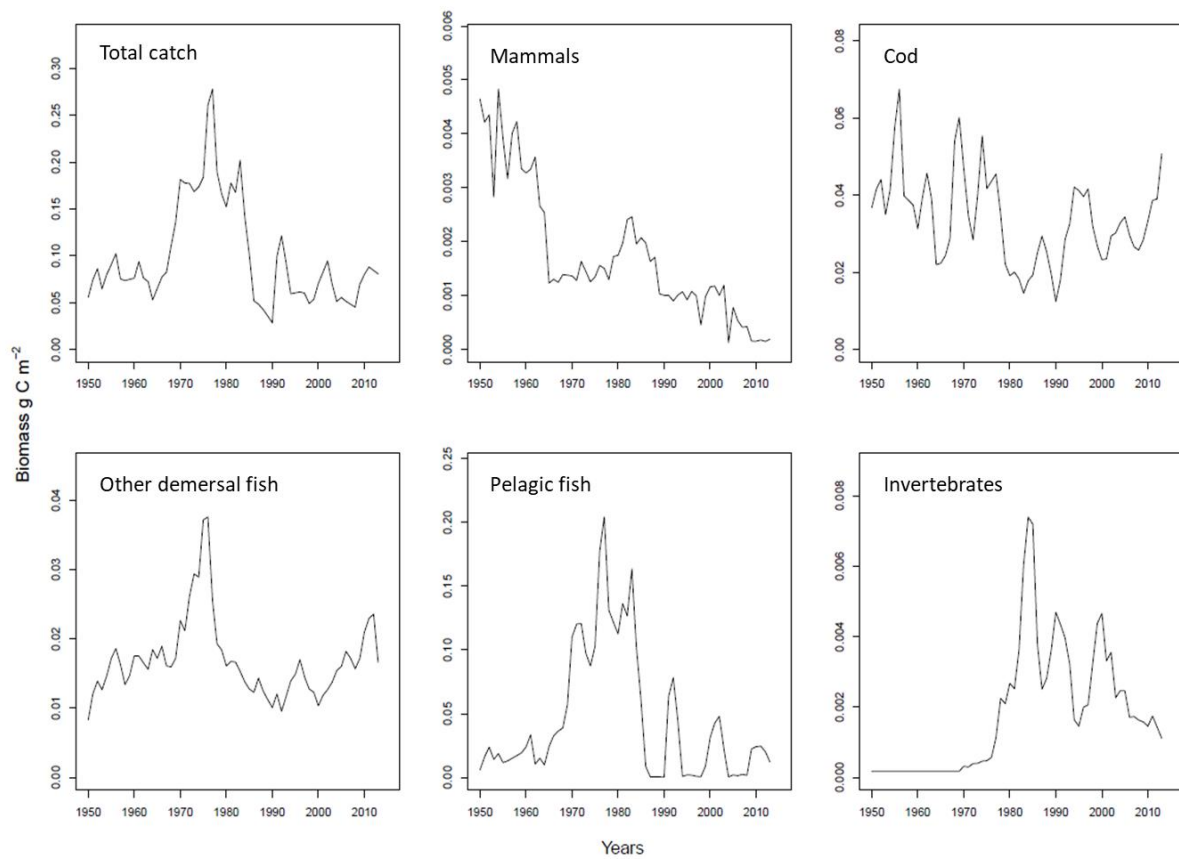 Total catch
0.30
0.25
0.20
0.15
0.10
0.05
0.00
1950 1960 1970 1980 1990 2000 2010
Mammals
0.006
0.005
0.004
0.003
0.002
0.001
0.000
1950 1960 1970 1980 1990 2000 2010
Cod
0.08
0.06
0.04
0.02
0.00
1950 1960 1970 1980 1990 2000 2010
Biomass g C m⁻²
Other demersal fish
0.04
0.03
0.02
0.01
0.00
1950 1960 1970 1980 1990 2000 2010
Pelagic fish
0.25
0.20
0.15
0.10
0.05
0.00
1950 1960 1970 1980 1990 2000 2010
Invertebrates
0.008
0.006
0.004
0.002
0.000
1950 1960 1970 1980 1990 2000 2010
Years